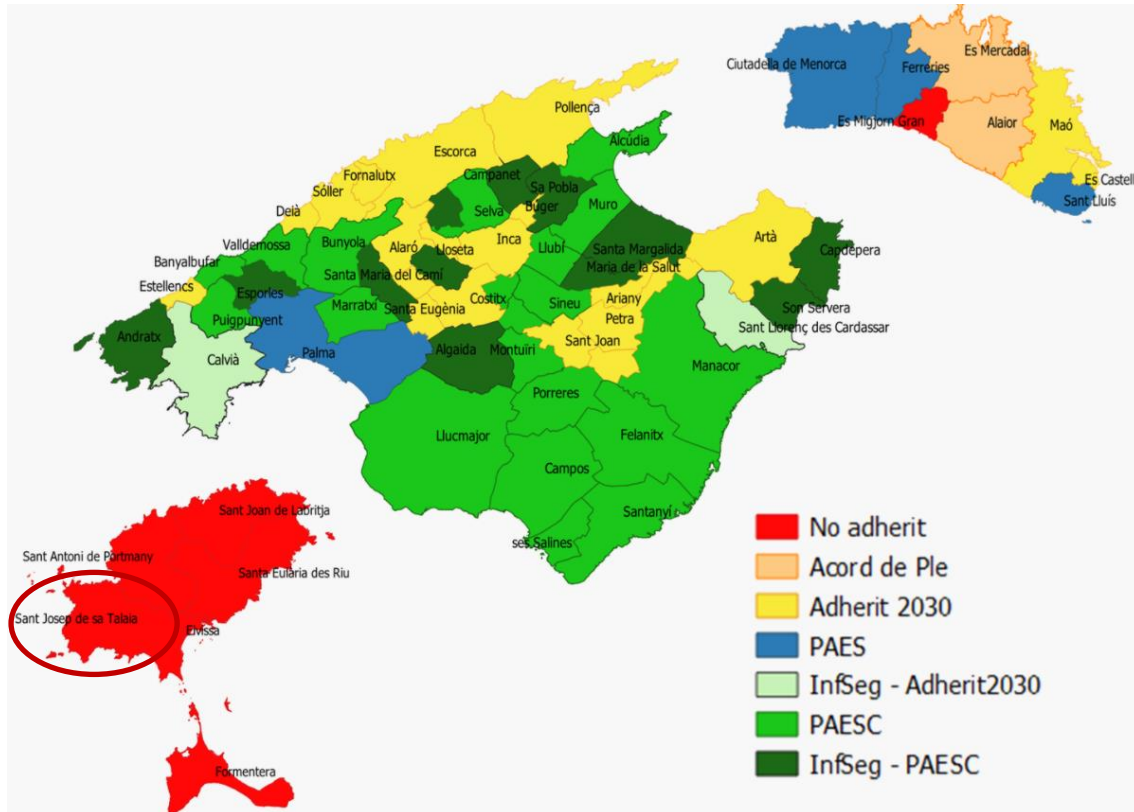 Es Mercadal
Ciutadella de Menorca
Ferreries
Es Migjorn Gran
Alaior
Maó
Es Castell
Sant Lluís
Pollença
Escorca
Alcúdia
Fornalutx
Campanet
Sa Pobla
Sóller
Búger
Selva
Muro
Deià
Bunyola
Valldemossa
Alaró
Lloseta
Inca
Llubí
Santa Margalida
Artà
Capdepera
Banyalbufar
Santa Maria del Camí
Maria de la Salut
Estellencs
Esporles
Marratxí
Santa Eugènia
Costitx
Sineu
Ariany
Son Servera
Puigpunyent
Petra
Sant Llorenç des Cardassar
Andratx
Calvià
Palma
Algaida
Montuïri
Sant Joan
Manacor
Porreres
Llucmajor
Felanitx
Campos
Santanyí
ses Salines
Sant Joan de Labritja
Sant Antoni de Portmany
Santa Eulària des Riu
Sant Josep de sa Talaia
Eivissa
Formentera
No adherit
Acord de Ple
Adherit 2030
PAES
InfSeg - Adherit2030
PAESC
InfSeg - PAESC